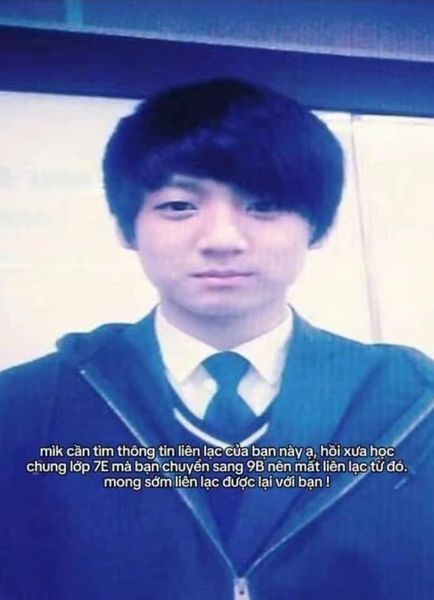 mìk cần tìm thông tin liên lạc của bạn này ạ, hồi xưa học
chung lớp 7E mà bạn chuyển sang 9B nên mất liên lạc từ đó.
mong sớm liên lạc được lại với bạn !